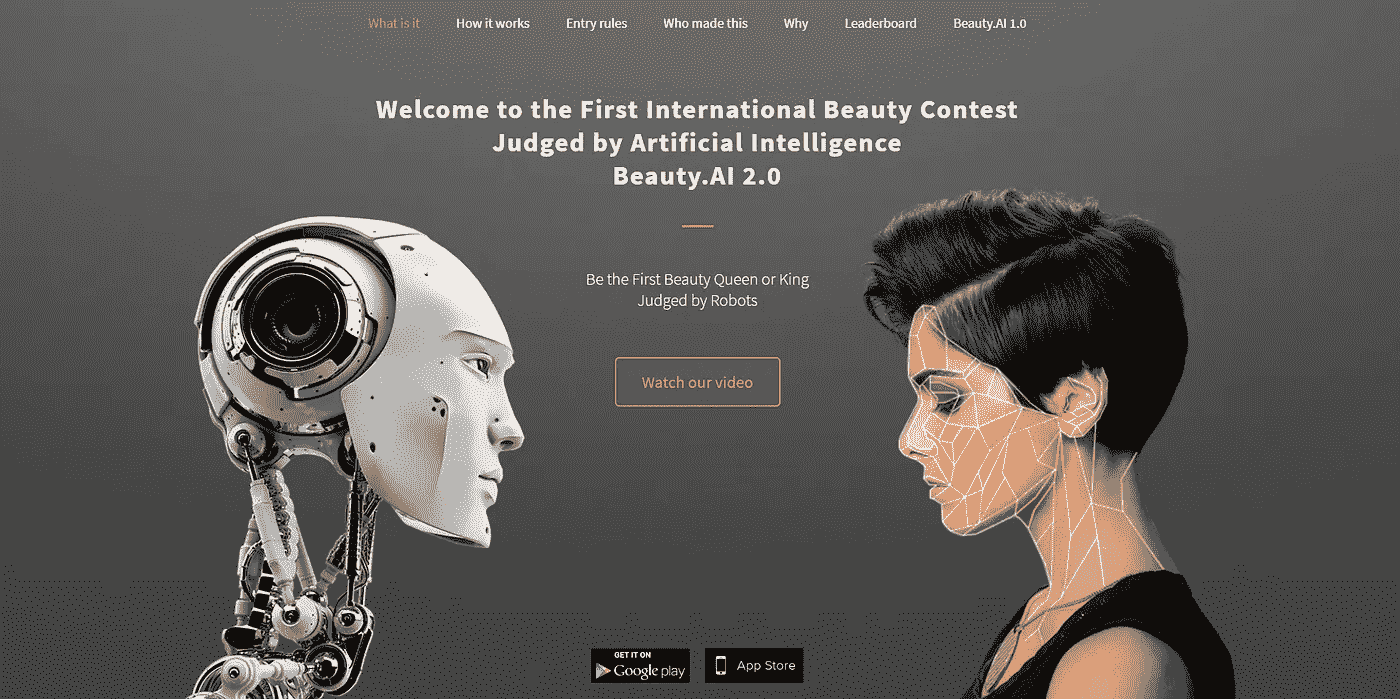 What is it How it works Entry rules Who made this Why Leaderboard Beauty.AI 1.0
Welcome to the First International Beauty Contest
Judged by Artificial Intelligence
Beauty.AI 2.0
Be the First Beauty Queen or King
Judged by Robots
Watch our video
GET IT ON
Google play
App Store